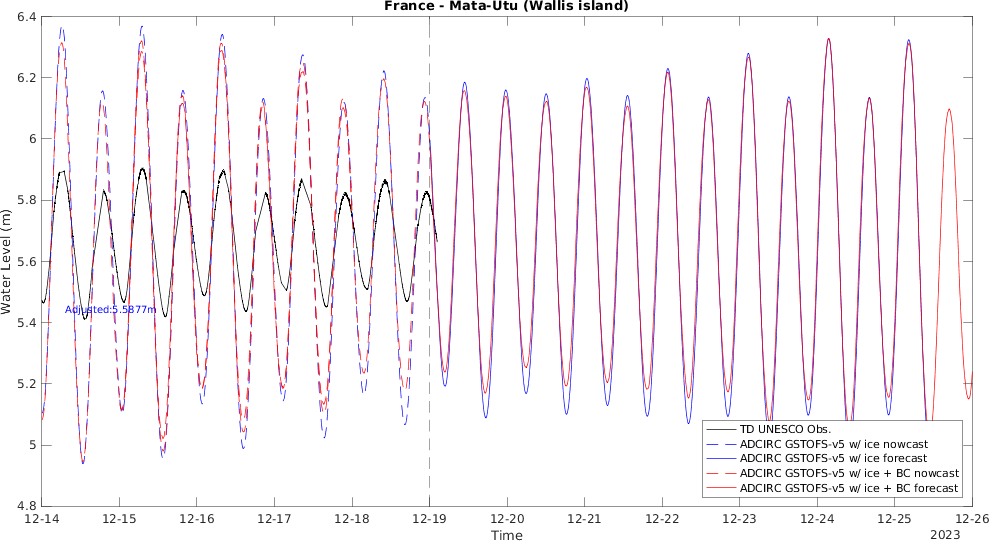 France - Mata-Utu (Wallis island)
6.4
6.2
6
5.8
5.6
5.4
5.2
5
4.8
Water Level (m)
Adjusted:5.5877m
TD UNESCO Obs.
ADCIRC GSTOFS-v5 w/ ice nowcast
ADCIRC GSTOFS-v5 w/ ice forecast
ADCIRC GSTOFS-v5 w/ ice + BC nowcast
ADCIRC GSTOFS-v5 w/ ice + BC forecast
12-14 12-15 12-16 12-17 12-18 12-19 12-20 12-21 12-22 12-23 12-24 12-25 12-26
Time
2023